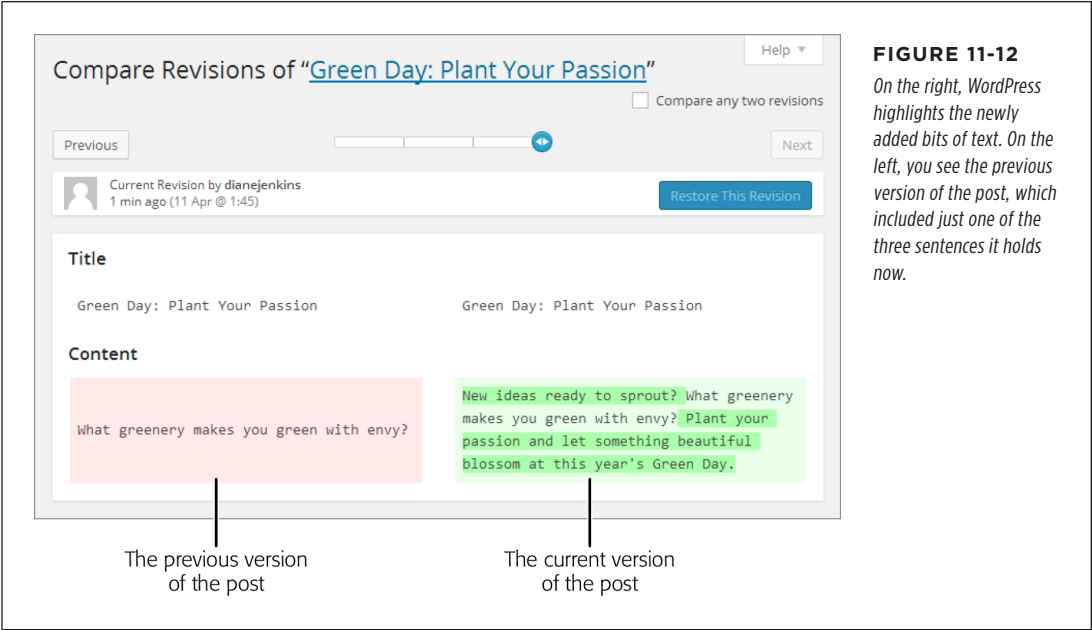 Help
Compare Revisions of “Green Day: Plant Your Passion”
Compare any two revisions
Previous
Next
Current Revision by dianejenkins
1 min ago (11 Apr @ 1:45)
Restore This Revision
Title
Green Day: Plant Your Passion
Green Day: Plant Your Passion
Content
What greenery makes you green with envy?
New ideas ready to sprout? What greenery
makes you green with envy? Plant your
passion and let something beautiful
blossom at this year's Green Day.
The previous version
of the post
The current version
of the post
FIGURE 11-12
On the right, WordPress
highlights the newly
added bits of text. On the
left, you see the previous
version of the post, which
included just one of the
three sentences it holds
now.